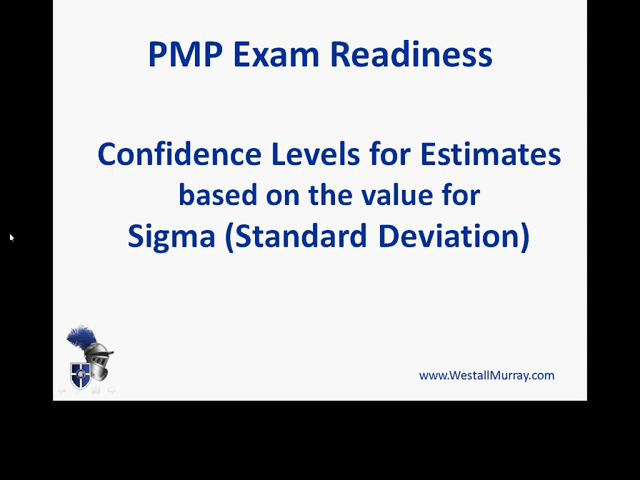 PMP Exam Readiness
Confidence Levels for Estimates
based on the value for
Sigma (Standard Deviation)
www.WestallMurray.com